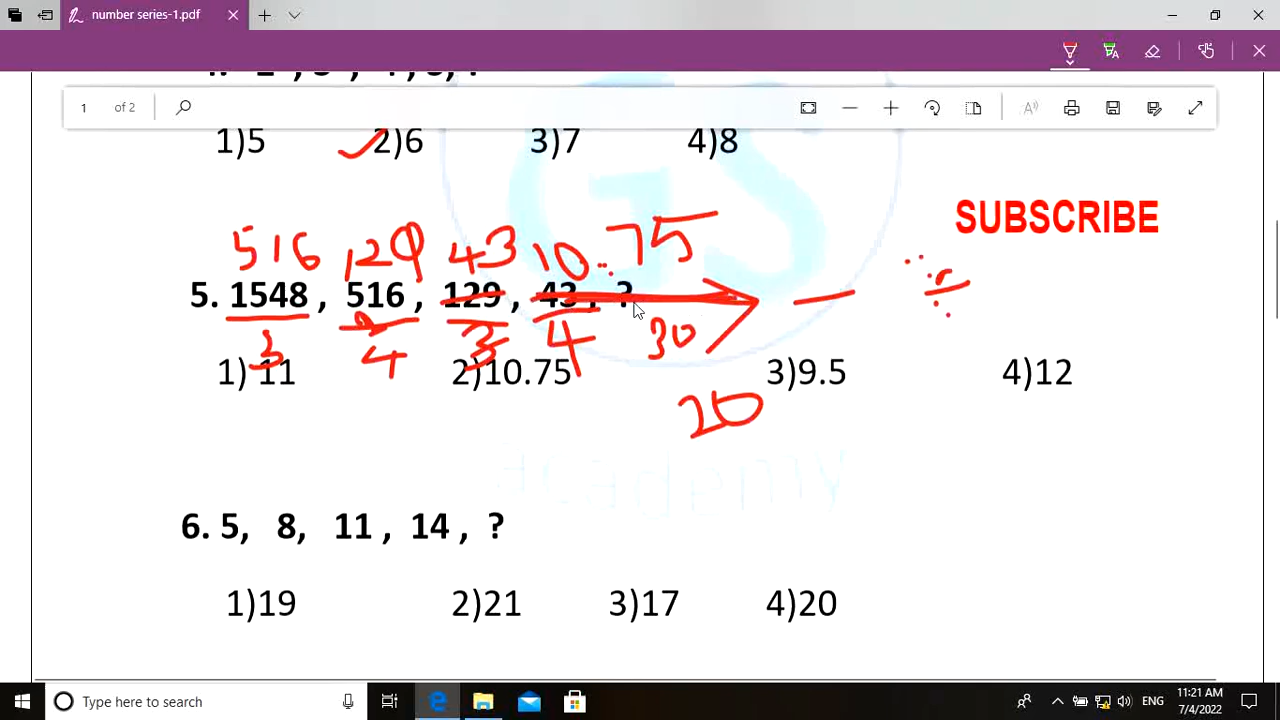 number series-1.pdf
1 of 2
1)5 2)6 3)7 4)8
SUBSCRIBE
516 129 43 10.75
5. 1548 , 516 , 129 , 43 , ?
3 4 3 4 30
1) 11 2)10.75 3)9.5 4)12
20
academy
6. 5, 8, 11 , 14 , ?
1)19 2)21 3)17 4)20
Type here to search
ENG
11:21 AM
7/4/2022